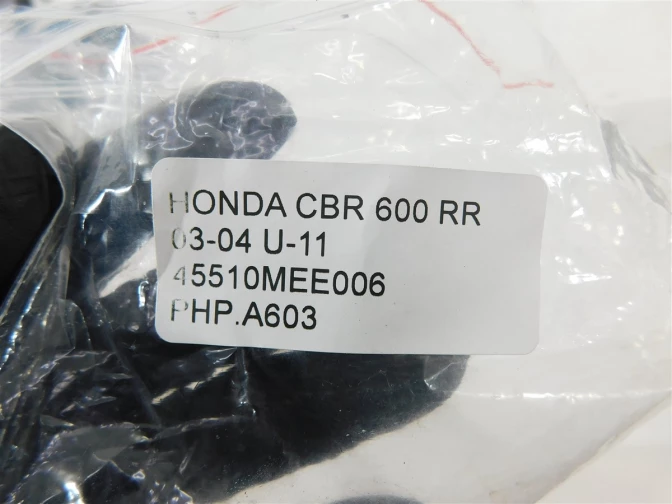 HONDA CBR 600 RR
03-04 U-11
45510MEE006
PHP.A603